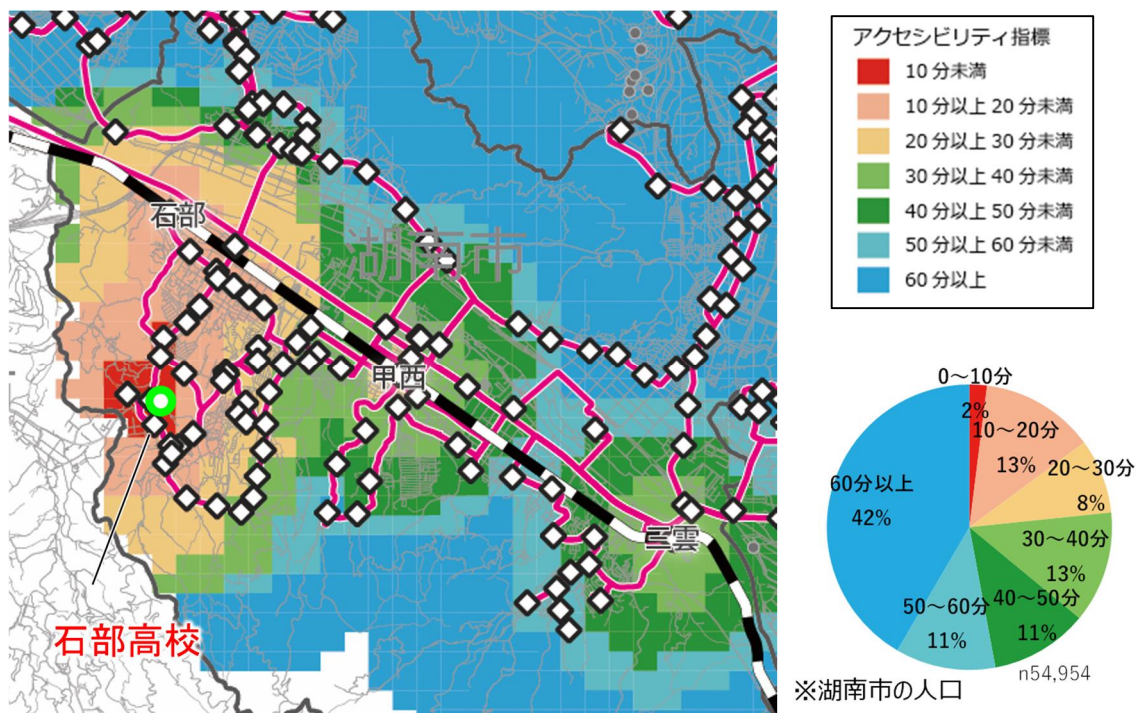 石部
湖南市
甲西
三雲
石部高校
アクセシビリティ指標
10分未満
10分以上20分未満
20分以上30分未満
30分以上40分未満
40分以上50分未満
50分以上60分未満
60分以上
0～10分
2%
10～20分
13%
20～30分
8%
30～40分
13%
40～50分
11%
50～60分
11%
60分以上
42%
n54,954
※湖南市の人口